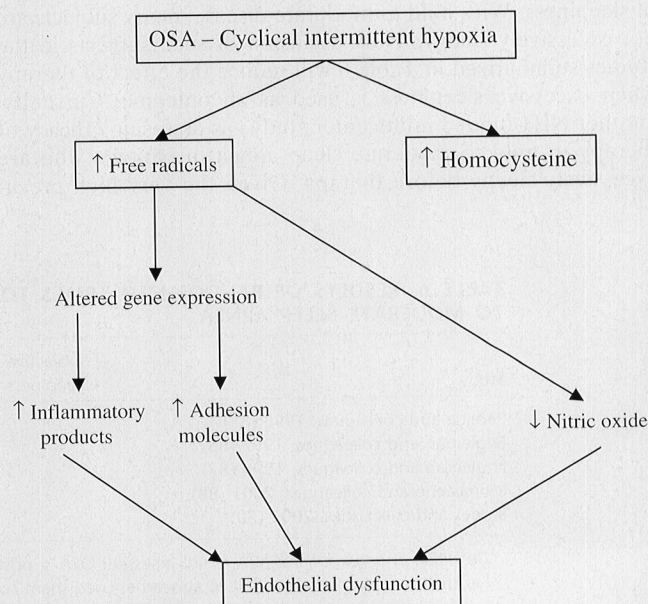 OSA – Cyclical intermittent hypoxia
↑ Free radicals
↑ Homocysteine
Altered gene expression
↑ Inflammatory
products
↑ Adhesion
molecules
↓ Nitric oxide
Endothelial dysfunction